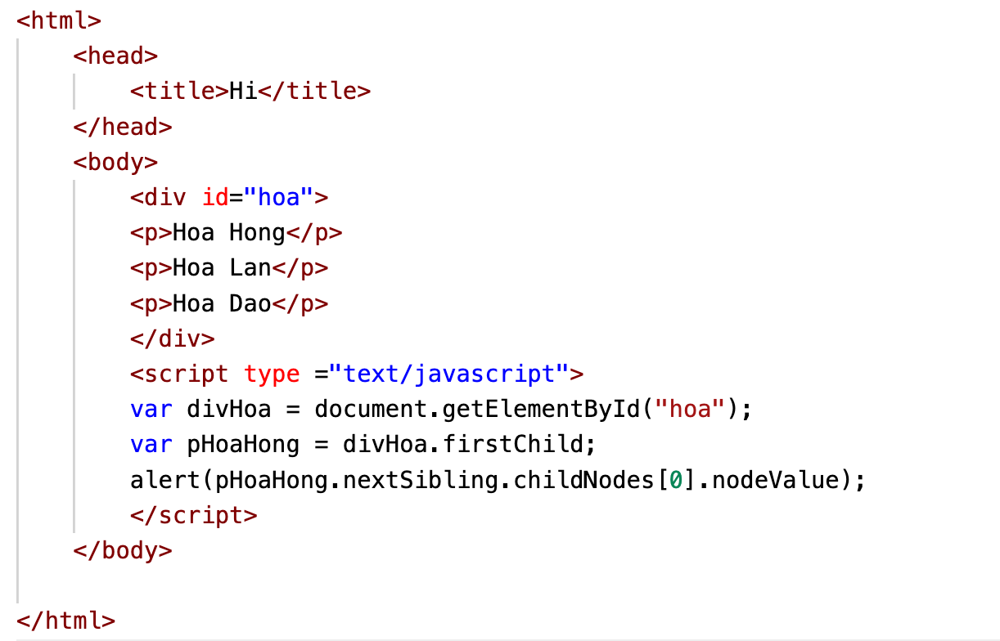 <html>
<head>
<title>Hi</title>
</head>
<body>
<div id="hoa">
<p>Hoa Hong</p>
<p>Hoa Lan</p>
<p>Hoa Dao</p>
</div>
<script type ="text/javascript">
var divHoa = document.getElementById("hoa");
var pHoaHong = divHoa.firstChild;
alert(pHoaHong.nextSibling.childNodes[0].nodeValue);
</script>
</body>
</html>